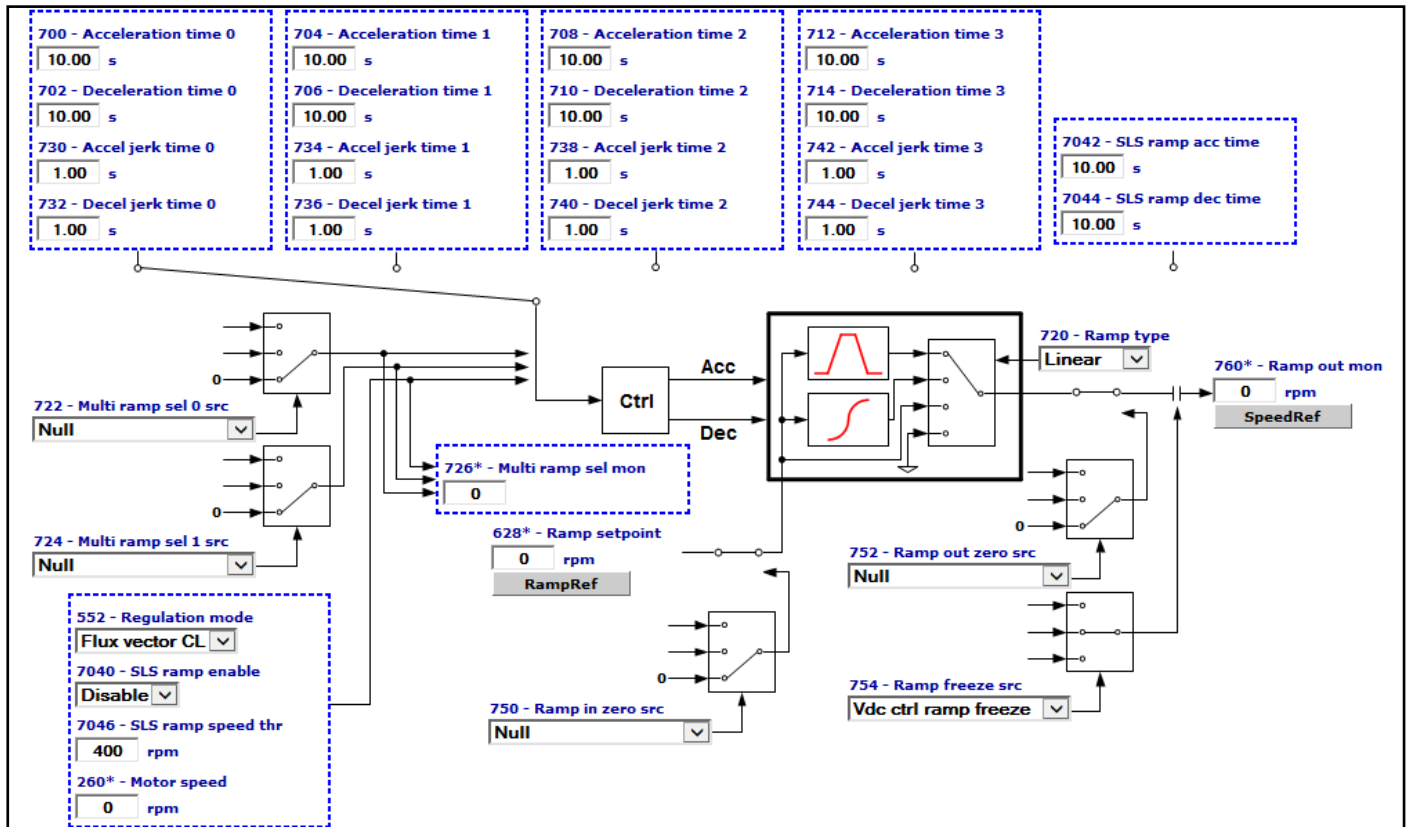 700 - Acceleration time 0
10.00 s
702 - Deceleration time 0
10.00 s
730 - Accel jerk time 0
1.00 s
732 - Decel jerk time 0
1.00 s
704 - Acceleration time 1
10.00 s
706 - Deceleration time 1
10.00 s
734 - Accel jerk time 1
1.00 s
736 - Decel jerk time 1
1.00 s
708 - Acceleration time 2
10.00 s
710 - Deceleration time 2
10.00 s
738 - Accel jerk time 2
1.00 s
740 - Decel jerk time 2
1.00 s
712 - Acceleration time 3
10.00 s
714 - Deceleration time 3
10.00 s
742 - Accel jerk time 3
1.00 s
744 - Decel jerk time 3
1.00 s
7042 - SLS ramp acc time
10.00 s
7044 - SLS ramp dec time
10.00 s
0
722 - Multi ramp sel 0 src
Null
0
724 - Multi ramp sel 1 src
Null
552 - Regulation mode
Flux vector CL
7040 - SLS ramp enable
Disable
7046 - SLS ramp speed thr
400 rpm
260* - Motor speed
0 rpm
726* - Multi ramp sel mon
0
Ctrl
Acc
Dec
628* - Ramp setpoint
0 rpm
RampRef
0
750 - Ramp in zero src
Null
720 - Ramp type
Linear
760* - Ramp out mon
0 rpm
SpeedRef
0
752 - Ramp out zero src
Null
754 - Ramp freeze src
Vdc ctrl ramp freeze